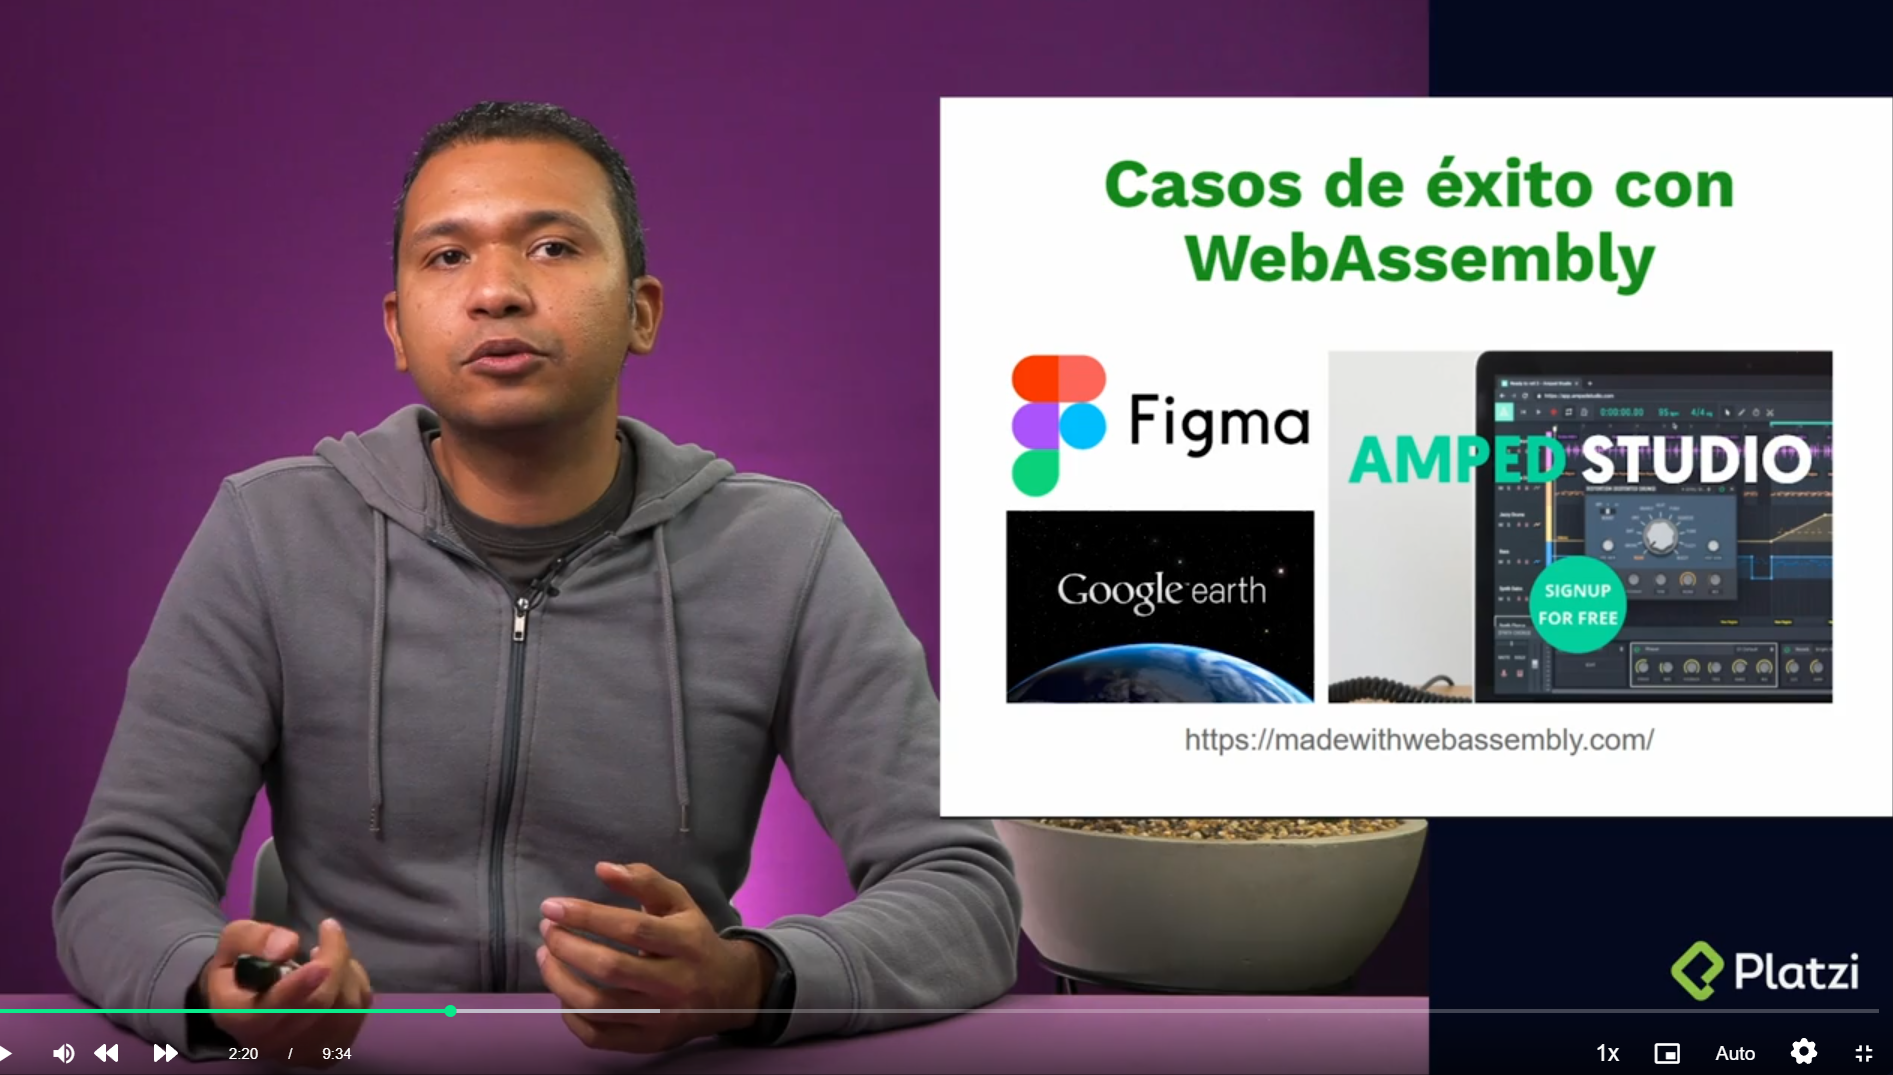 Casos de éxito con
WebAssembly
Figma
AMPED STUDIO
Google earth
SIGNUP
FOR FREE
https://madewithwebassembly.com/
Platzi
2:20 / 9:34
1x
Auto